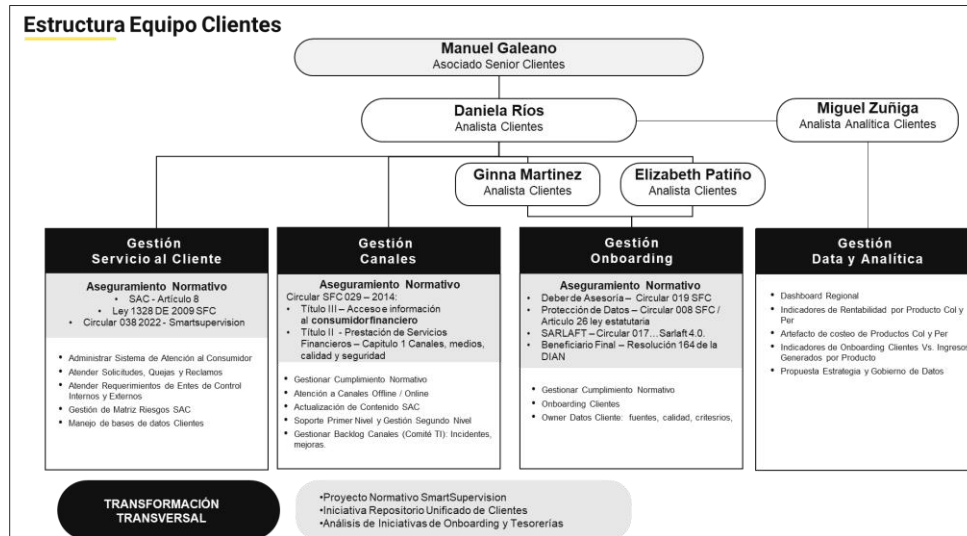 Estructura Equipo Clientes
Manuel Galeano
Asociado Senior Clientes
Daniela Ríos
Analista Clientes
Miguel Zuñiga
Analista Analítica Clientes
Ginna Martinez
Analista Clientes
Elizabeth Patiño
Analista Clientes
Gestión
Servicio al Cliente
Aseguramiento Normativo
• SAC - Artículo 8
• Ley 1328 DE 2009 SFC
• Circular 038 2022 - Smartsupervision
• Administrar Sistema de Atención al Consumidor
• Atender Solicitudes, Quejas y Reclamos
• Atender Requerimientos de Entes de Control
Internos y Externos
• Gestión de Matriz Riesgos SAC
• Manejo de bases de datos Clientes
Gestión
Canales
Aseguramiento Normativo
Circular SFC 029 – 2014:
• Título III – Acceso e información
al consumidor financiero
• Título II - Prestación de Servicios
Financieros – Capitulo 1 Canales, medios,
calidad y seguridad
• Gestionar Cumplimiento Normativo
• Atención a Canales Offline / Online
• Actualización de Contenido SAC
• Soporte Primer Nivel y Gestión Segundo Nivel
• Gestionar Backlog Canales (Comité TI): Incidentes,
mejoras.
Gestión
Onboarding
Aseguramiento Normativo
• Deber de Asesoría – Circular 019 SFC
• Protección de Datos – Circular 008 SFC /
Articulo 26 ley estatutaria
• SARLAFT – Circular 017…Sarlaft 4.0.
• Beneficiario Final – Resolución 164 de la
DIAN
• Gestionar Cumplimiento Normativo
• Onboarding Clientes
• Owner Datos Cliente: fuentes, calidad, critesrios,
Gestión
Data y Analítica
• Dashboard Regional
• Indicadores de Rentabilidad por Producto Col y
Per
• Artefacto de costeo de Productos Col y Per
• Indicadores de Onboarding Clientes Vs. Ingresos
Generados por Producto
• Propuesta Estrategia y Gobierno de Datos
TRANSFORMACIÓN
TRANSVERSAL
•Proyecto Normativo SmartSupervision
•Iniciativa Repositorio Unificado de Clientes
•Análisis de Iniciativas de Onboarding y Tesorerías